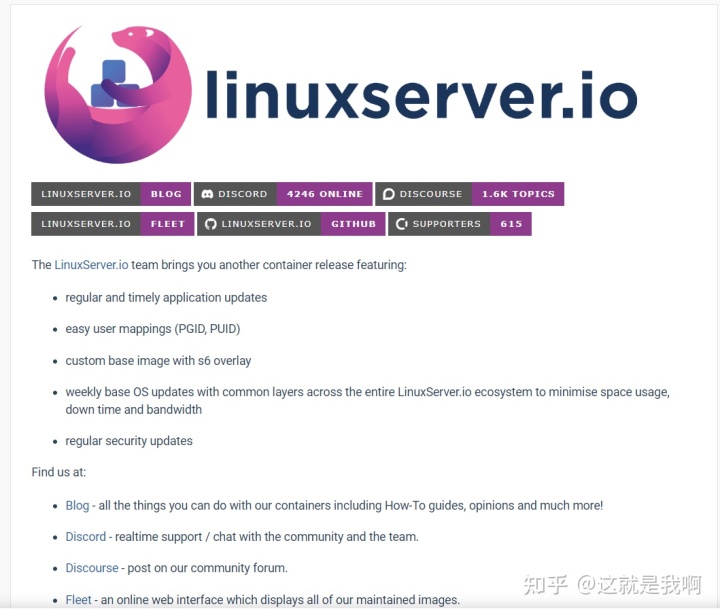 linuxserver.io
LINUXSERVER.IO BLOG DISCORD 4246 ONLINE DISCOURSE 1.6K TOPICS
LINUXSERVER.IO FLEET LINUXSERVER.IO GITHUB SUPPORTERS 615
The LinuxServer.io team brings you another container release featuring:
• regular and timely application updates
• easy user mappings (PGID, PUID)
• custom base image with s6 overlay
• weekly base OS updates with common layers across the entire LinuxServer.io ecosystem to minimise space usage,
down time and bandwidth
• regular security updates
Find us at:
• Blog - all the things you can do with our containers including How-To guides, opinions and much more!
• Discord - realtime support / chat with the community and the team.
• Discourse - post on our community forum.
• Fleet - an online web interface which displays all of our maintained images.
知乎 @这就是我啊